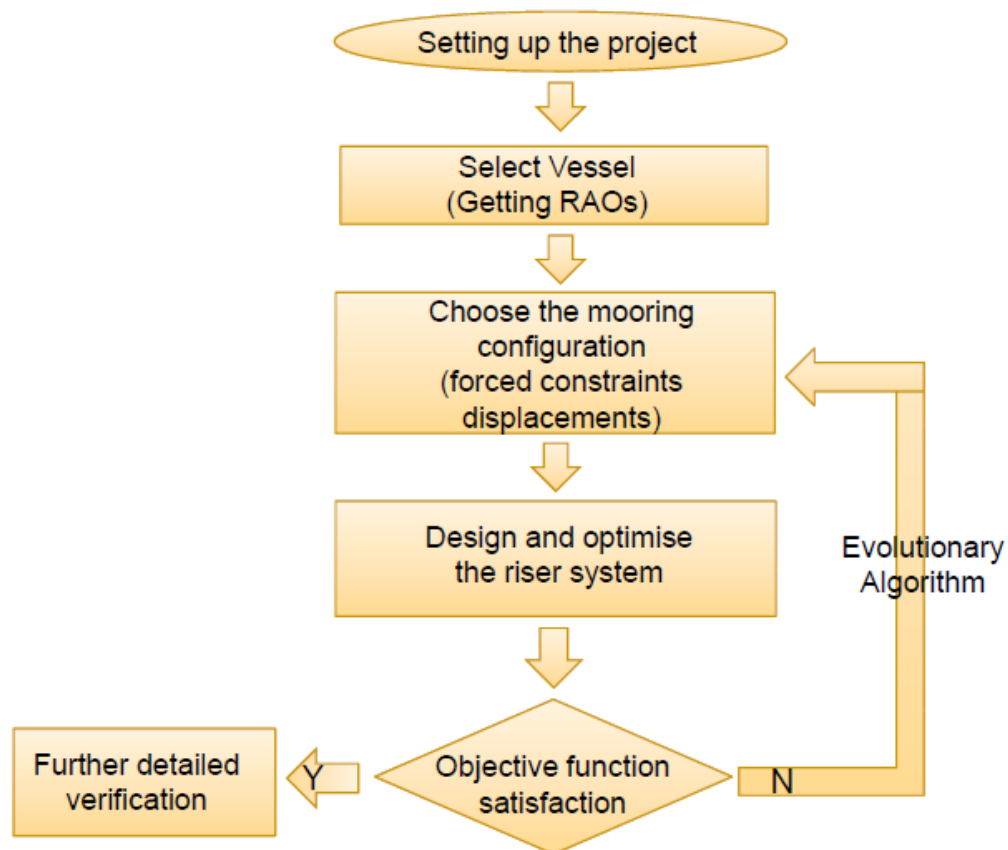 Setting up the project
Select Vessel
(Getting RAOs)
Choose the mooring
configuration
(forced constraints
displacements)
Design and optimise
the riser system
Evolutionary
Algorithm
Objective function
satisfaction
Y
N
Further detailed
verification